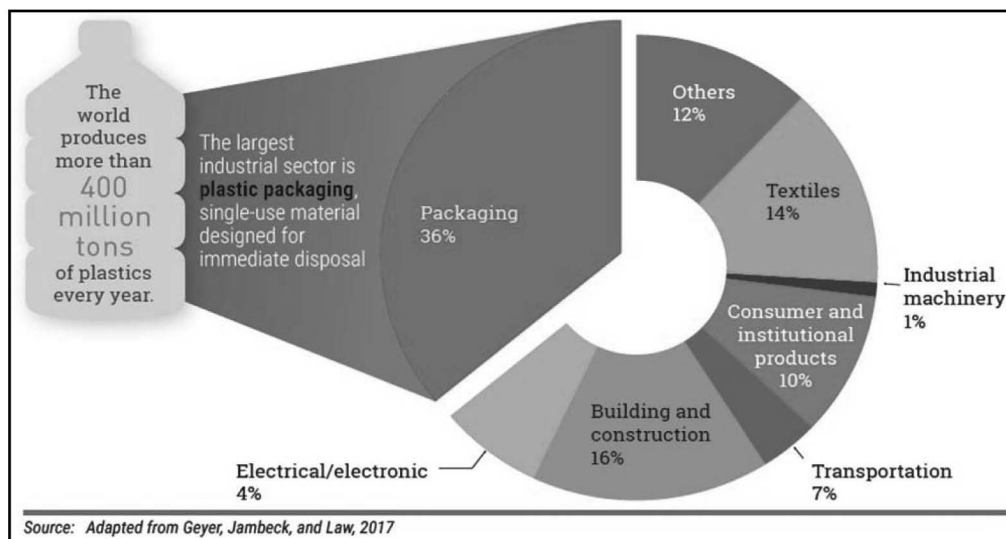 The
world
produces
more than
400
million
tons
of plastics
every year.
The largest
industrial sector is
plastic packaging,
single-use material
designed for
immediate disposal
Packaging
36%
Others
12%
Textiles
14%
Industrial
machinery
1%
Consumer and
institutional
products
10%
Transportation
7%
Building and
construction
16%
Electrical/electronic
4%
Source: Adapted from Geyer, Jambeck, and Law, 2017